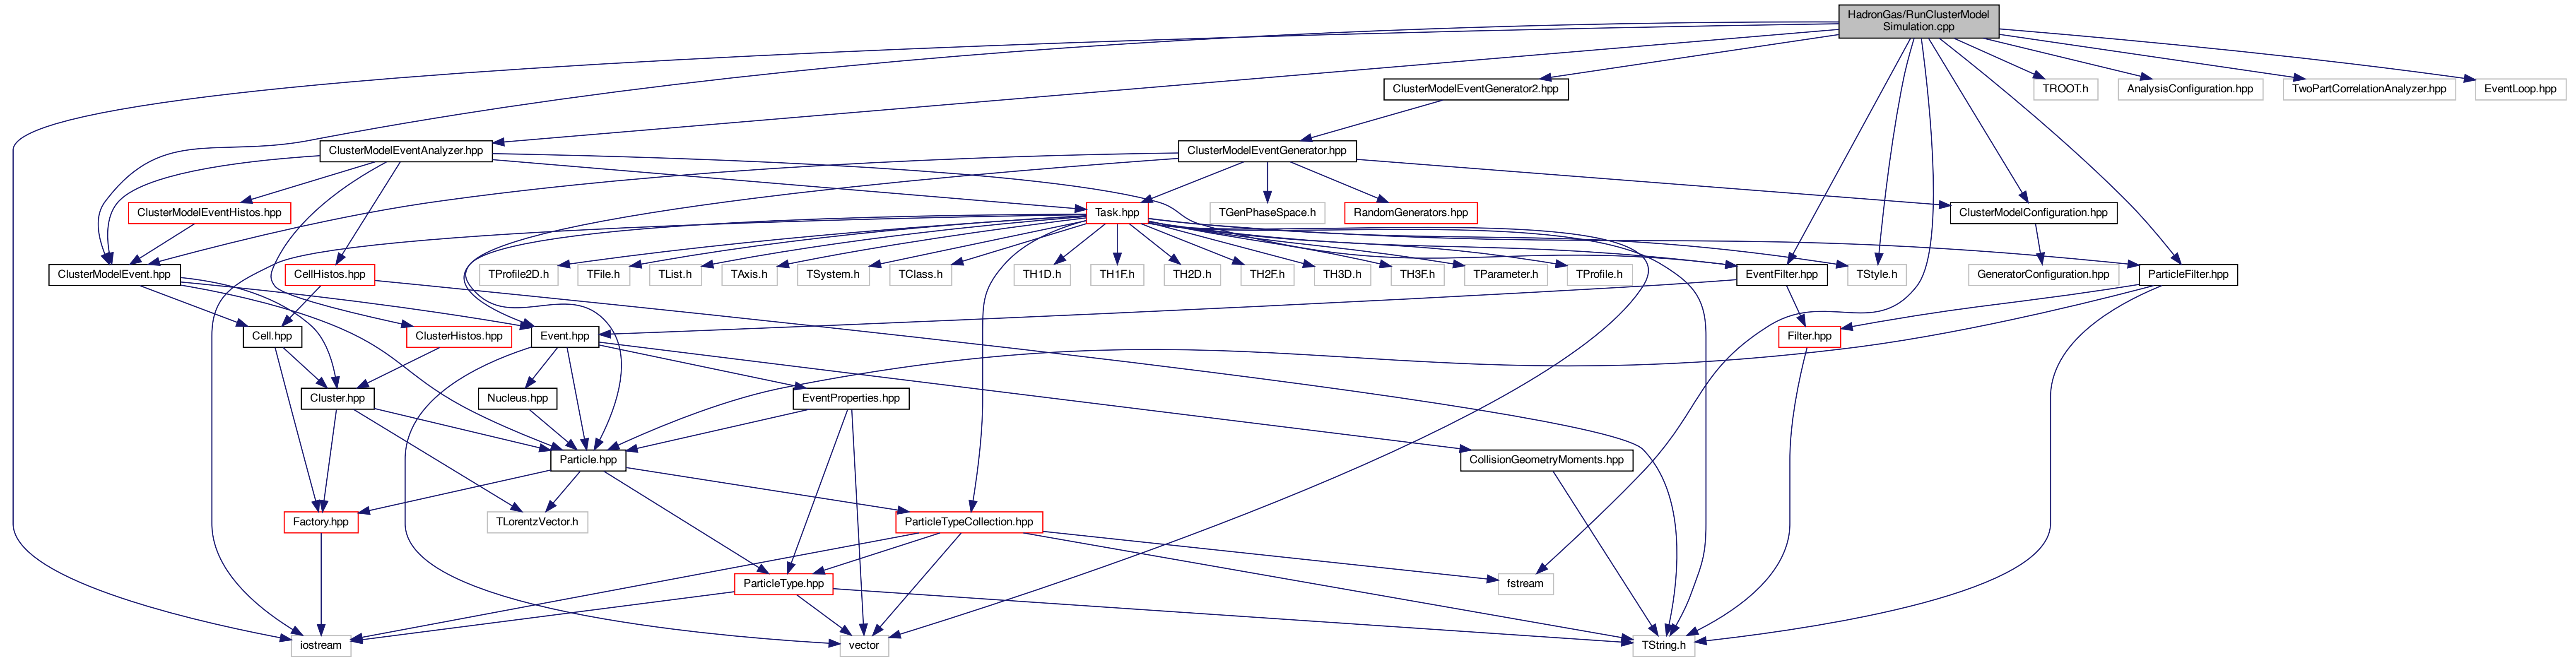 HadronGas/RunClusterModel
Simulation.cpp
ClusterModelEventGenerator2.hpp
TROOT.h
AnalysisConfiguration.hpp
TwoPartCorrelationAnalyzer.hpp
EventLoop.hpp
ClusterModelEventAnalyzer.hpp
ClusterModelEventGenerator.hpp
ClusterModelEventHistos.hpp
Task.hpp
TGenPhaseSpace.h
RandomGenerators.hpp
ClusterModelConfiguration.hpp
ClusterModelEvent.hpp
CellHistos.hpp
TProfile2D.h
TFile.h
TList.h
TAxis.h
TSystem.h
TClass.h
TH1D.h
TH1F.h
TH2D.h
TH2F.h
TH3D.h
TH3F.h
TParameter.h
TProfile.h
EventFilter.hpp
TStyle.h
GeneratorConfiguration.hpp
ParticleFilter.hpp
Cell.hpp
ClusterHistos.hpp
Event.hpp
Filter.hpp
Cluster.hpp
Nucleus.hpp
EventProperties.hpp
Particle.hpp
CollisionGeometryMoments.hpp
Factory.hpp
TLorentzVector.h
ParticleTypeCollection.hpp
ParticleType.hpp
fstream
iostream
vector
TString.h